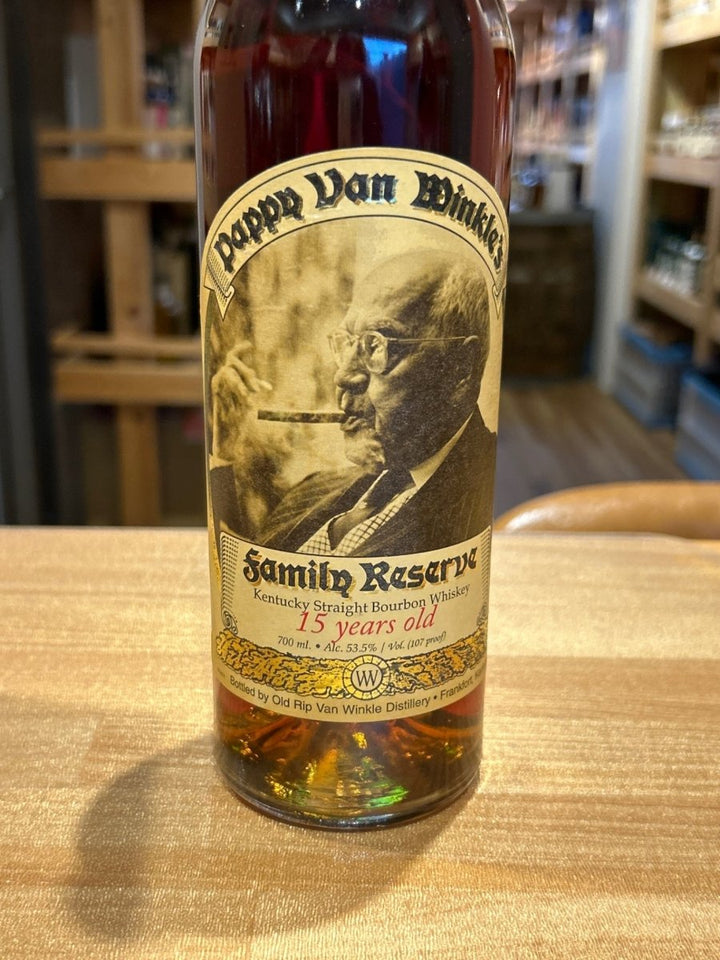 Pappy Van Winkle's
Family Reserve
Kentucky Straight Bourbon Whiskey
15 years old
700 ml. • Alc. 53.5% / Vol. (107 proof)
VW
Bottled by Old Rip Van Winkle Distillery • Frankfort,